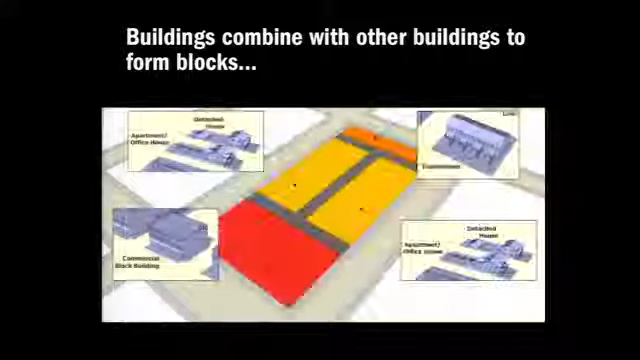 Buildings combine with other buildings to
form blocks...
Detached
House
Apartment/
Office House
Commercial
Block Building
Detached
House
Apartment/
Office House